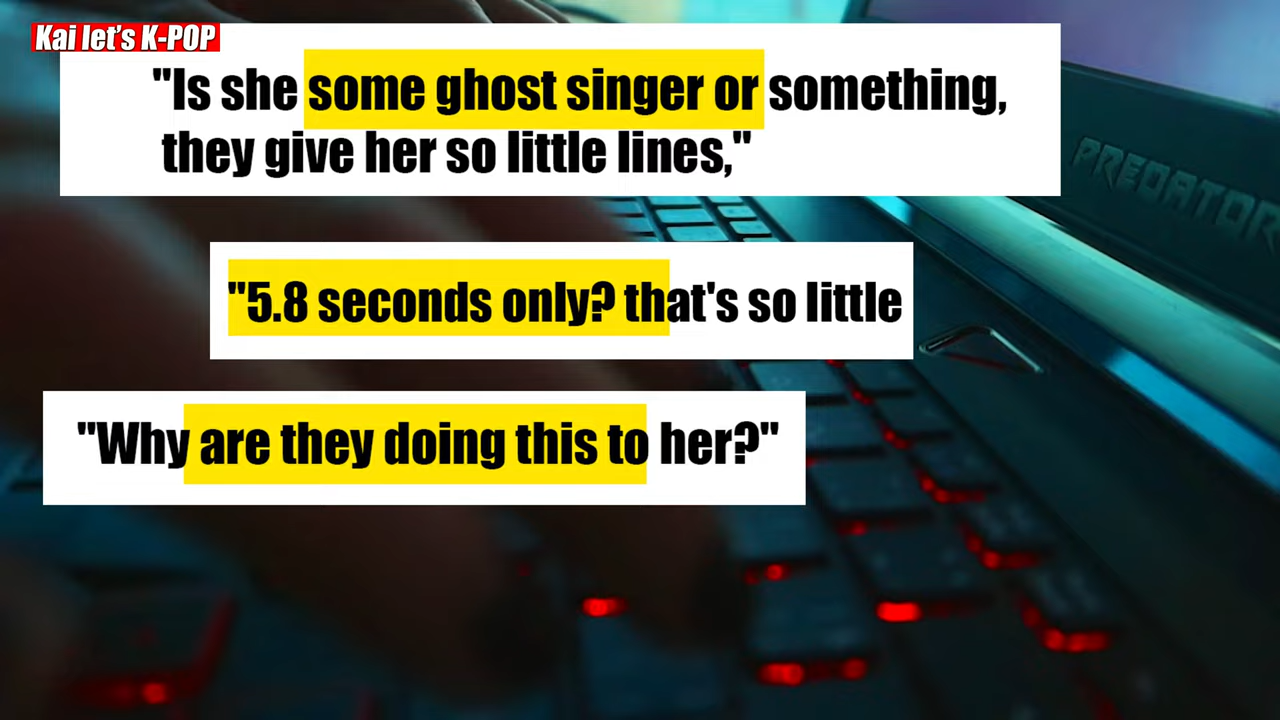 Kai let's K-POP
"Is she some ghost singer or something,
they give her so little lines,"
PREDATOR
"5.8 seconds only? that's so little
"Why are they doing this to her?"